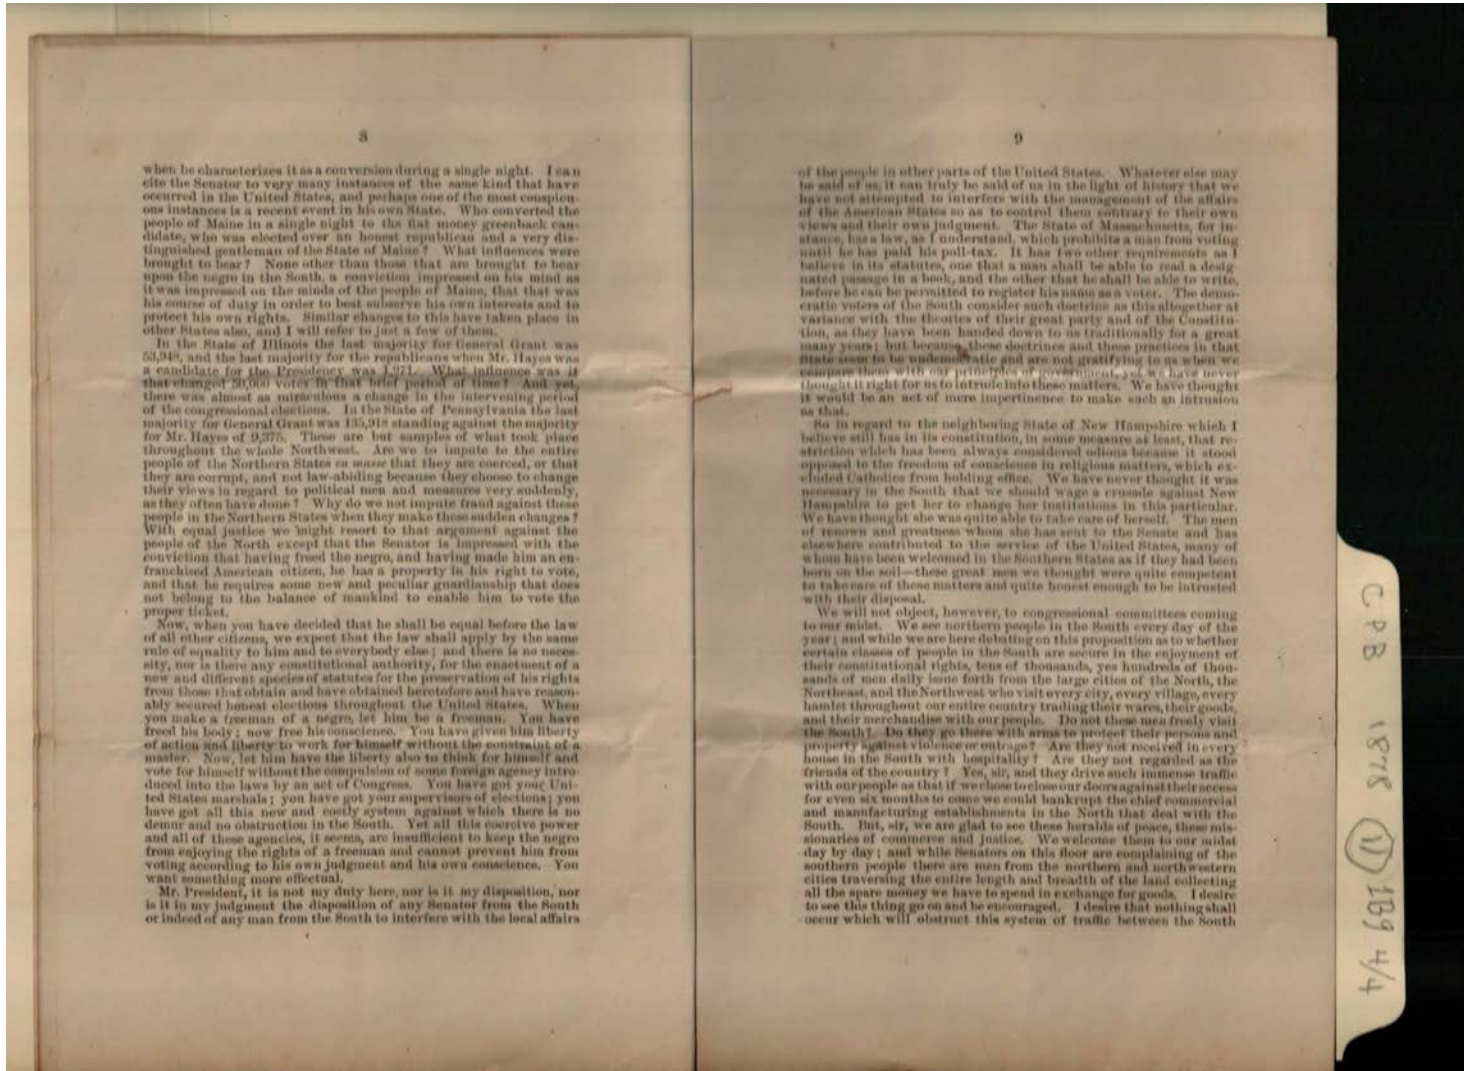 8
when he characterizes it as a conversion during a single night. I can
cite the Senator to very many instances of the same kind that have
occurred in the United States, and perhaps one of the most conspicu-
ous instances is a recent event in his own State. Who converted the
people of Maine in a single night to the fiat money greenback can-
didate, who was elected over an honest republican and a very dis-
tinguished gentleman of the State of Maine? What influences were
brought to bear? None other than those that are brought to bear
upon the negro in the South, a conviction impressed on his mind as
it was impressed on the minds of the people of Maine, that that was
his course of duty in order to best subserve his own interests and to
protect his own rights. Similar changes to this have taken place in
other States also, and I will refer to just a few of them.
In the State of Illinois the last majority for General Grant was
53,948, and the last majority for the republicans when Mr. Hayes was
a candidate for the Presidency was 1,971. What influence was it
that changed 50,000 votes in that brief period of time? And yet,
there was almost as miraculous a change in the intervening period
of the congressional elections. In the State of Pennsylvania the last
majority for General Grant was 135,918 standing against the majority
for Mr. Hayes of 9,375. These are but samples of what took place
throughout the whole Northwest. Are we to impute to the entire
people of the Northern States en masse that they are coerced, or that
they are corrupt, and not law-abiding because they choose to change
their views in regard to political men and measures very suddenly,
as they often have done? Why do we not impute fraud against these
people in the Northern States when they make these sudden changes?
With equal justice we might resort to that argument against the
people of the North except that the Senator is impressed with the
conviction that having freed the negro, and having made him an en-
franchised American citizen, he has a property in his right to vote,
and that he requires some new and peculiar guardianship that does
not belong to the balance of mankind to enable him to vote the
proper ticket.
Now, when you have decided that he shall be equal before the law
of all other citizens, we expect that the law shall apply by the same
rule of equality to him and to everybody else; and there is no neces-
sity, nor is there any constitutional authority, for the enactment of a
new and different species of statutes for the preservation of his rights
from those that obtain and have obtained heretofore and have reason-
ably secured honest elections throughout the United States. When
you make a freeman of a negro, let him be a freeman. You have
freed his body; now free his conscience. You have given him liberty
of action and liberty to work for himself without the constraint of a
master. Now, let him have the liberty also to think for himself and
vote for himself without the compulsion of some foreign agency intro-
duced into the laws by an act of Congress. You have got your Uni-
ted States marshals; you have got your supervisors of elections; you
have got all this new and costly system against which there is no
demur and no obstruction in the South. Yet all this coercive power
and all of these agencies, it seems, are insufficient to keep the negro
from enjoying the rights of a freeman and cannot prevent him from
voting according to his own judgment and his own conscience. You
want something more effectual.
Mr. President, it is not my duty here, nor is it my disposition, nor
is it in my judgment the disposition of any Senator from the South
or indeed of any man from the South to interfere with the local affairs
9
of the people in other parts of the United States. Whatever else may
be said of us, it can truly be said of us in the light of history that we
have not attempted to interfere with the management of the affairs
of the American States so as to control them contrary to their own
views and their own judgment. The State of Massachusetts, for in-
stance, has a law, as I understand, which prohibits a man from voting
until he has paid his poll-tax. It has two other requirements as I
believe in its statutes, one that a man shall be able to read a desig-
nated passage in a book, and the other that he shall be able to write,
before he can be permitted to register his name as a voter. The demo-
cratic voters of the South consider such doctrine as this altogether at
variance with the theories of their great party and of the Constitu-
tion, as they have been handed down to us traditionally for a great
many years; but because these doctrines and these practices in that
State seem to be undemocratic and are not gratifying to us when we
compare them with our principles of government, yet we have never
thought it right for us to intrude into these matters. We have thought
it would be an act of mere impertinence to make such an intrusion
as that.
So in regard to the neighboring State of New Hampshire which I
believe still has in its constitution, in some measure at least, that re-
striction which has been always considered odious because it stood
opposed to the freedom of conscience in religious matters, which ex-
cluded Catholics from holding office. We have never thought it was
necessary in the South that we should wage a crusade against New
Hampshire to get her to change her institutions in this particular.
We have thought she was quite able to take care of herself. The men
of renown and greatness whom she has sent to the Senate and has
elsewhere contributed to the service of the United States, many of
whom have been welcomed in the Southern States as if they had been
born on the soil—these great men we thought were quite competent
to take care of these matters and quite honest enough to be intrusted
with their disposal.
We will not object, however, to congressional committees coming
to our midst. We see northern people in the South every day of the
year; and while we are here debating on this proposition as to whether
certain classes of people in the South are secure in the enjoyment of
their constitutional rights, tens of thousands, yes hundreds of thou-
sands of men daily issue forth from the large cities of the North, the
Northeast, and the Northwest who visit every city, every village, every
hamlet throughout our entire country trading their wares, their goods,
and their merchandise with our people. Do not these men freely visit
the South? Do they go there with arms to protect their persons and
property against violence or outrage? Are they not received in every
house in the South with hospitality? Are they not regarded as the
friends of the country? Yes, sir, and they drive such immense traffic
with our people as that if we chose to close our doors against their access
for even six months to come we could bankrupt the chief commercial
and manufacturing establishments in the North that deal with the
South. But, sir, we are glad to see these heralds of peace, these mis-
sionaries of commerce and justice. We welcome them to our midst
day by day; and while Senators on this floor are complaining of the
southern people there are men from the northern and northwestern
cities traversing the entire length and breadth of the land collecting
all the spare money we have to spend in exchange for goods. I desire
to see this thing go on and be encouraged. I desire that nothing shall
occur which will obstruct this system of traffic between the South
CPB 1878 (1) 1B9 4/4